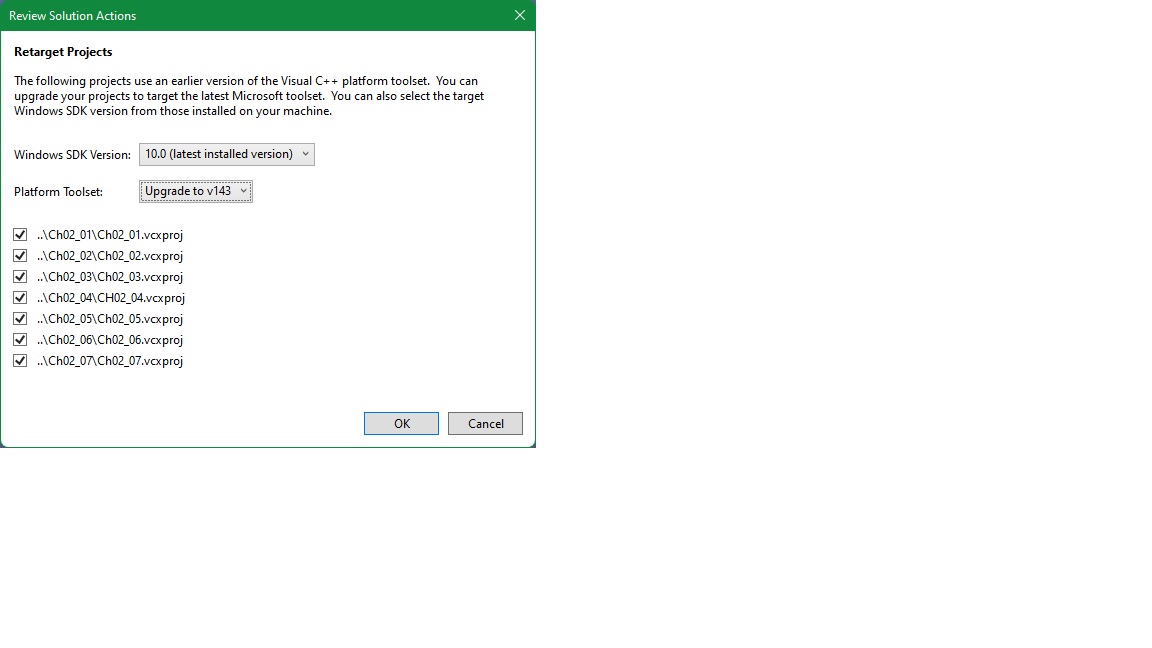 Review Solution Actions
Retarget Projects
The following projects use an earlier version of the Visual C++ platform toolset.  You can
upgrade your projects to target the latest Microsoft toolset.  You can also select the target
Windows SDK version from those installed on your machine.
Windows SDK Version: 10.0 (latest installed version)
Platform Toolset: Upgrade to v143
..\Ch02_01\Ch02_01.vcxproj
..\Ch02_02\Ch02_02.vcxproj
..\Ch02_03\Ch02_03.vcxproj
..\Ch02_04\CH02_04.vcxproj
..\Ch02_05\Ch02_05.vcxproj
..\Ch02_06\Ch02_06.vcxproj
..\Ch02_07\Ch02_07.vcxproj
OK Cancel